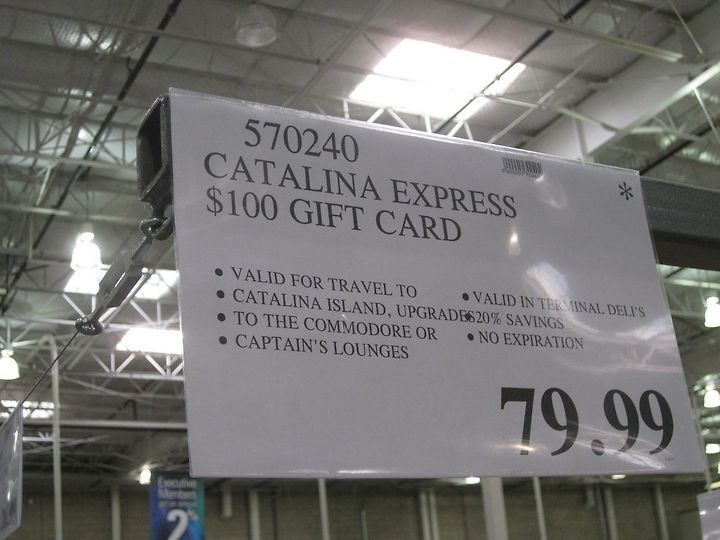 570240
CATALINA EXPRESS
$100 GIFT CARD
*
• VALID FOR TRAVEL TO
• CATALINA ISLAND, UPGRADES
• TO THE COMMODORE OR
• CAPTAIN'S LOUNGES
• VALID IN TERMINAL DELI'S
• 20% SAVINGS
• NO EXPIRATION
79.99
Executive
Members
2%